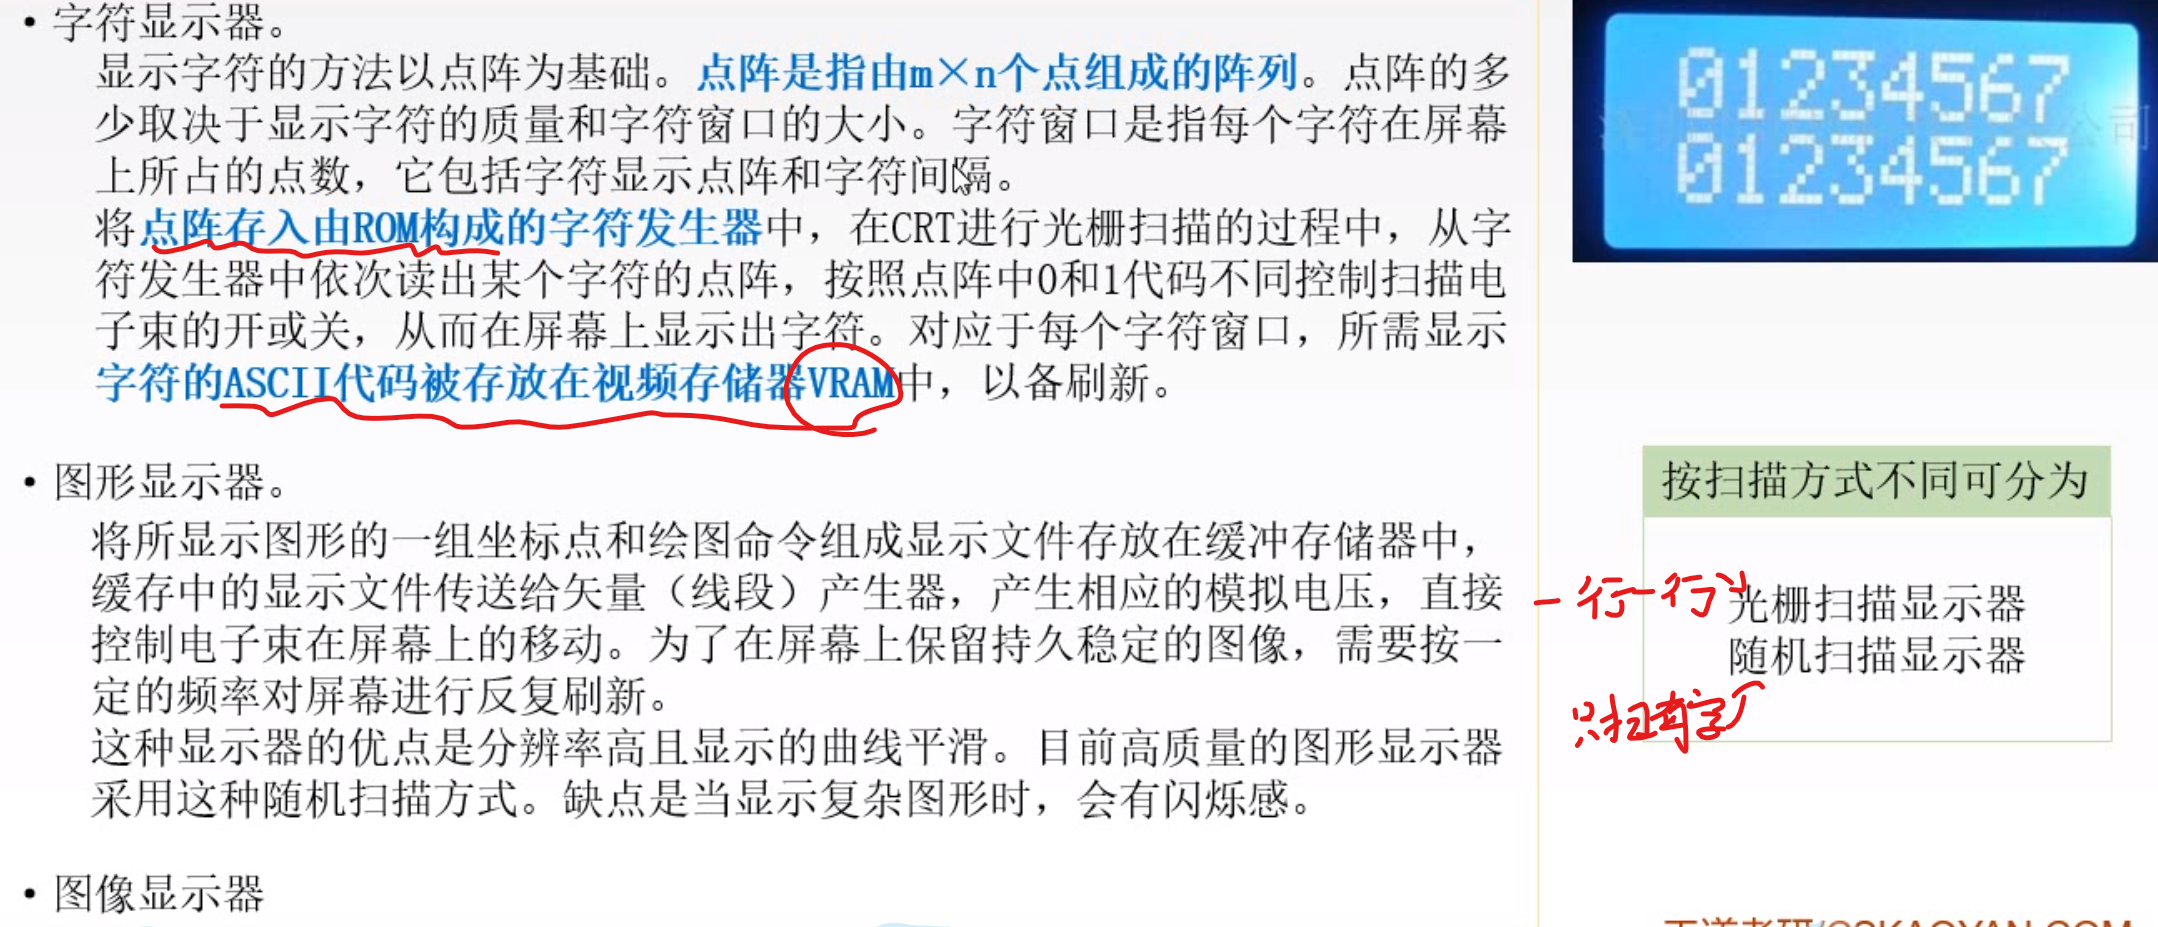 • 字符显示器。
显示字符的方法以点阵为基础。点阵是指由m×n个点组成的阵列。点阵的多
少取决于显示字符的质量和字符窗口的大小。字符窗口是指每个字符在屏幕
上所占的点数，它包括字符显示点阵和字符间隔。
将点阵存入由ROM构成的字符发生器中，在CRT进行光栅扫描的过程中，从字
符发生器中依次读出某个字符的点阵，按照点阵中0和1代码不同控制扫描电
子束的开或关，从而在屏幕上显示出字符。对应于每个字符窗口，所需显示
字符的ASCII代码被存放在视频存储器VRAM中，以备刷新。
• 图形显示器。
将所显示图形的一组坐标点和绘图命令组成显示文件存放在缓冲存储器中，
缓存中的显示文件传送给矢量（线段）产生器，产生相应的模拟电压，直接
控制电子束在屏幕上的移动。为了在屏幕上保留持久稳定的图像，需要按一
定的频率对屏幕进行反复刷新。
这种显示器的优点是分辨率高且显示的曲线平滑。目前高质量的图形显示器
采用这种随机扫描方式。缺点是当显示复杂图形时，会有闪烁感。
• 图像显示器
01234567
01234567
公司
按扫描方式不同可分为
一行一行
光栅扫描显示器
随机扫描显示器
只扫有字
王道考研/CSKAOYAN.COM